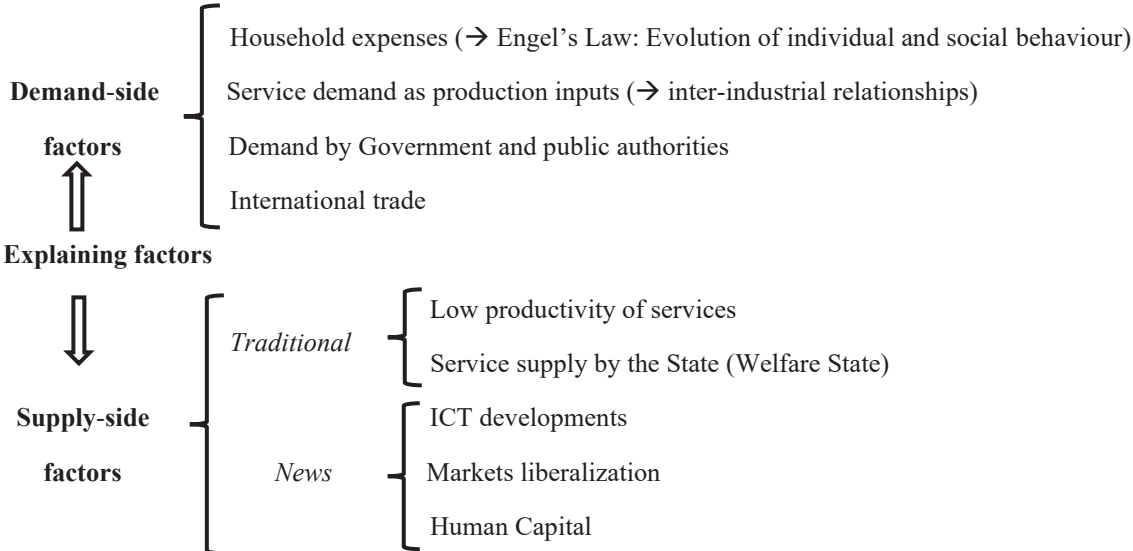 Household expenses (→ Engel’s Law: Evolution of individual and social behaviour)
Demand-side
factors
Service demand as production inputs (→ inter-industrial relationships)
Demand by Government and public authorities
International trade
Explaining factors
Supply-side
factors
Traditional
Low productivity of services
Service supply by the State (Welfare State)
News
ICT developments
Markets liberalization
Human Capital